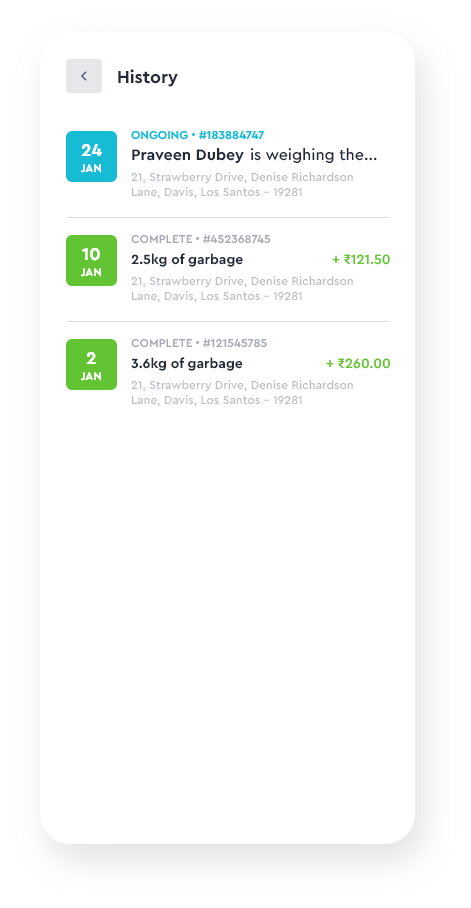 History
24
JAN
ONGOING • #183884747
Praveen Dubey is weighing the...
21, Strawberry Drive, Denise Richardson
Lane, Davis, Los Santos - 19281
10
JAN
COMPLETE • #452368745
2.5kg of garbage + ₹121.50
21, Strawberry Drive, Denise Richardson
Lane, Davis, Los Santos - 19281
2
JAN
COMPLETE • #121545785
3.6kg of garbage + ₹260.00
21, Strawberry Drive, Denise Richardson
Lane, Davis, Los Santos - 19281